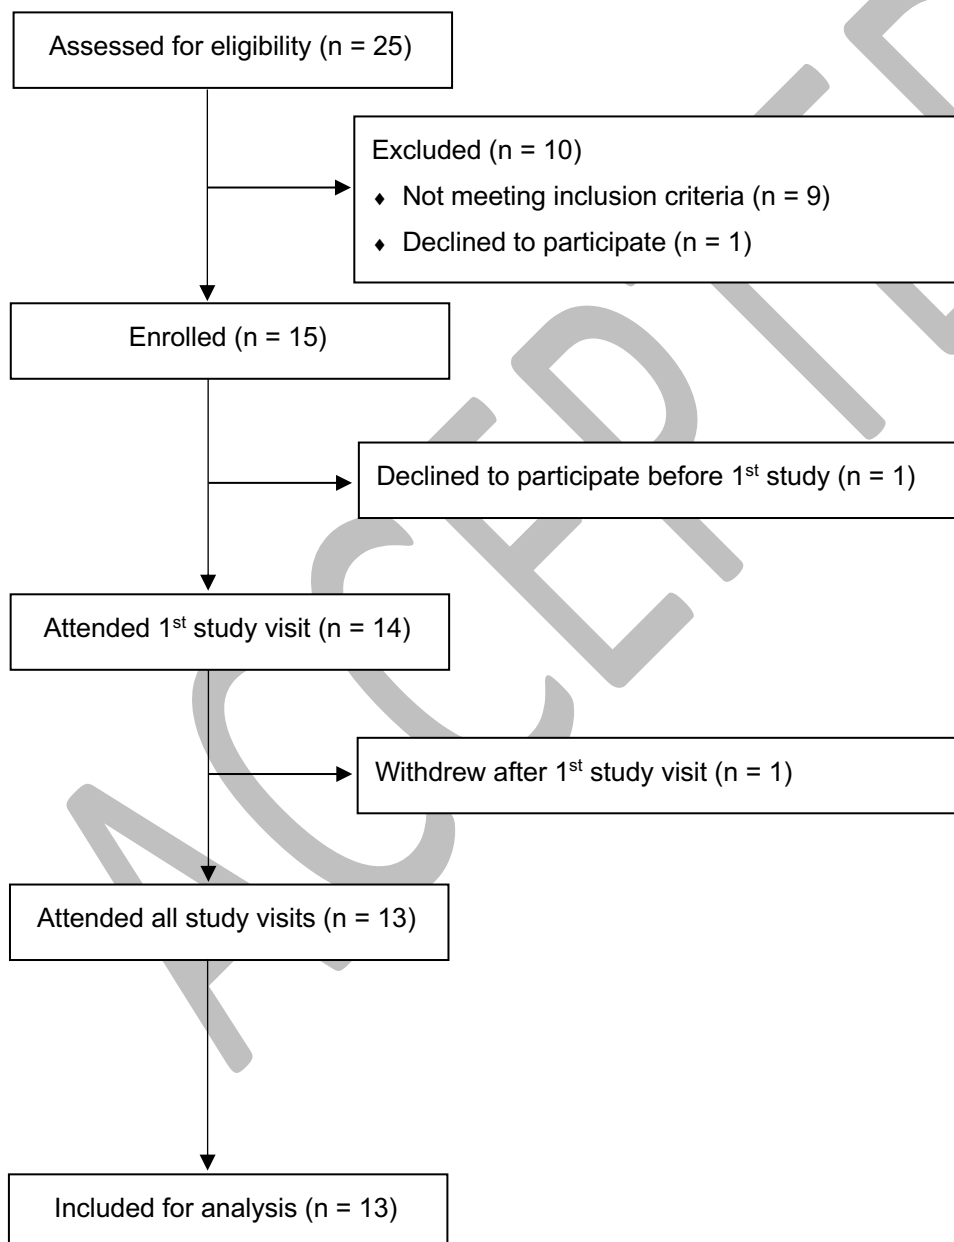 Assessed for eligibility (n = 25)
Excluded (n = 10)
♦ Not meeting inclusion criteria (n = 9)
♦ Declined to participate (n = 1)
Enrolled (n = 15)
Declined to participate before 1st study (n = 1)
Attended 1st study visit (n = 14)
Withdrew after 1st study visit (n = 1)
Attended all study visits (n = 13)
Included for analysis (n = 13)
ACCEPTE